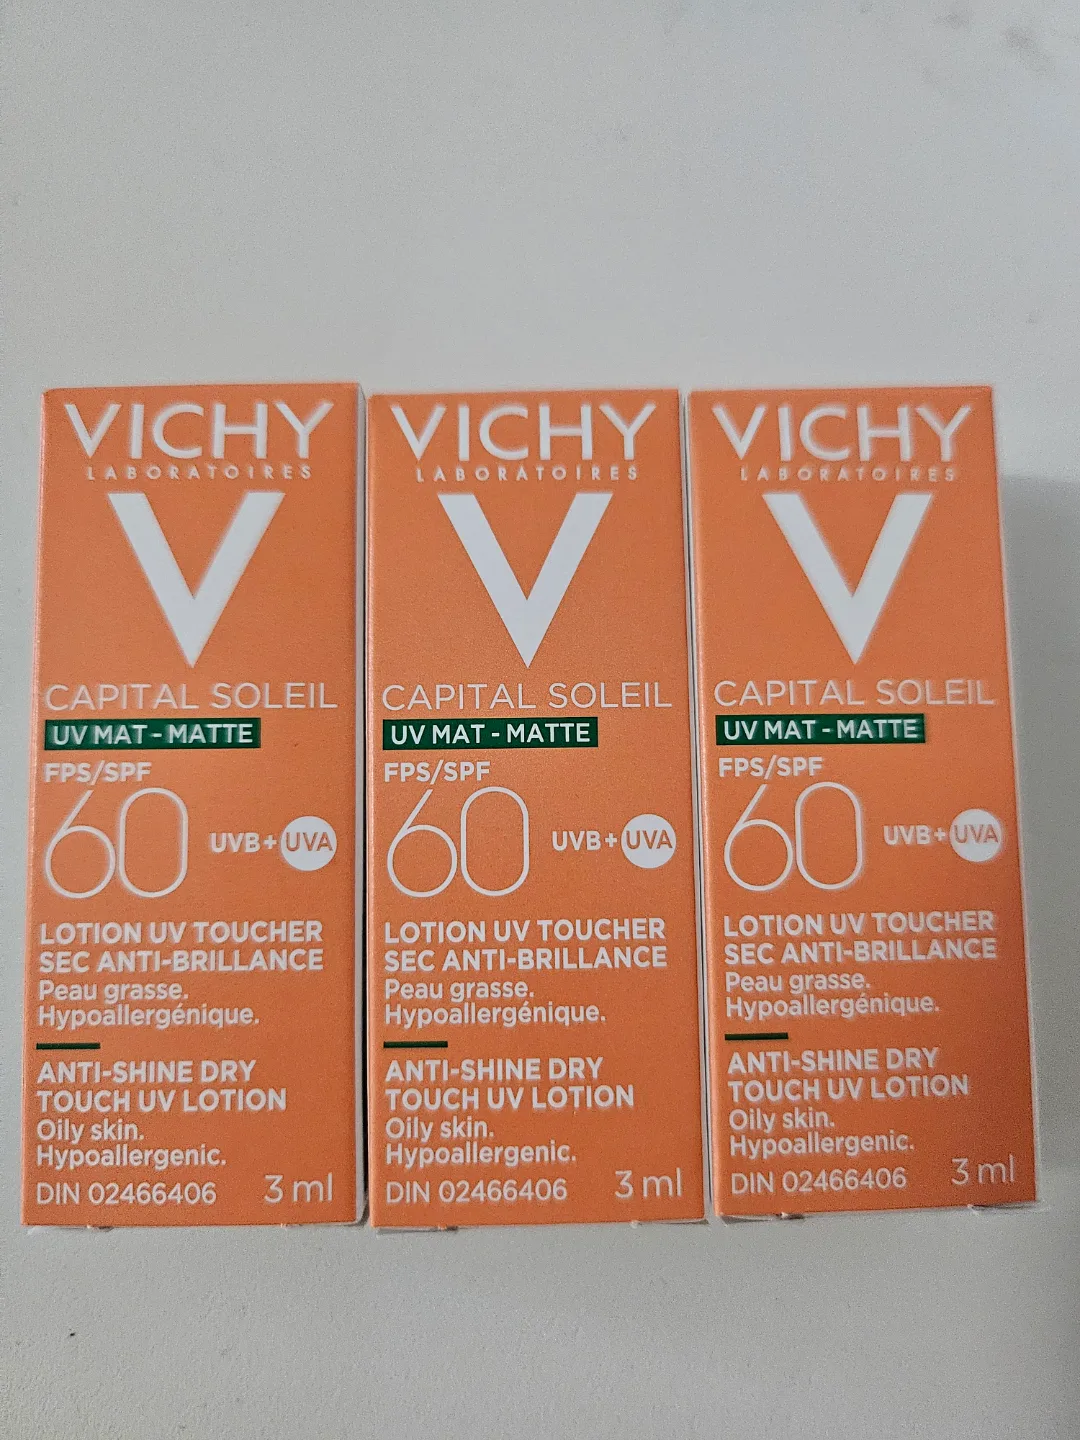 VICHY
LABORATOIRES
V
CAPITAL SOLEIL
UV MAT - MATTE
FPS/SPF
60 UVB + UVA
LOTION UV TOUCHER
SEC ANTI-BRILLANCE
Peau grasse.
Hypoallergénique.
ANTI-SHINE DRY
TOUCH UV LOTION
Oily skin.
Hypoallergenic.
DIN 02466406 3 ml
VICHY
LABORATOIRES
V
CAPITAL SOLEIL
UV MAT - MATTE
FPS/SPF
60 UVB + UVA
LOTION UV TOUCHER
SEC ANTI-BRILLANCE
Peau grasse.
Hypoallergénique.
ANTI-SHINE DRY
TOUCH UV LOTION
Oily skin.
Hypoallergenic.
DIN 02466406 3 ml
VICHY
LABORATOIRES
V
CAPITAL SOLEIL
UV MAT - MATTE
FPS/SPF
60 UVB + UVA
LOTION UV TOUCHER
SEC ANTI-BRILLANCE
Peau grasse.
Hypoallergénique.
ANTI-SHINE DRY
TOUCH UV LOTION
Oily skin.
Hypoallergenic.
DIN 02466406 3 ml